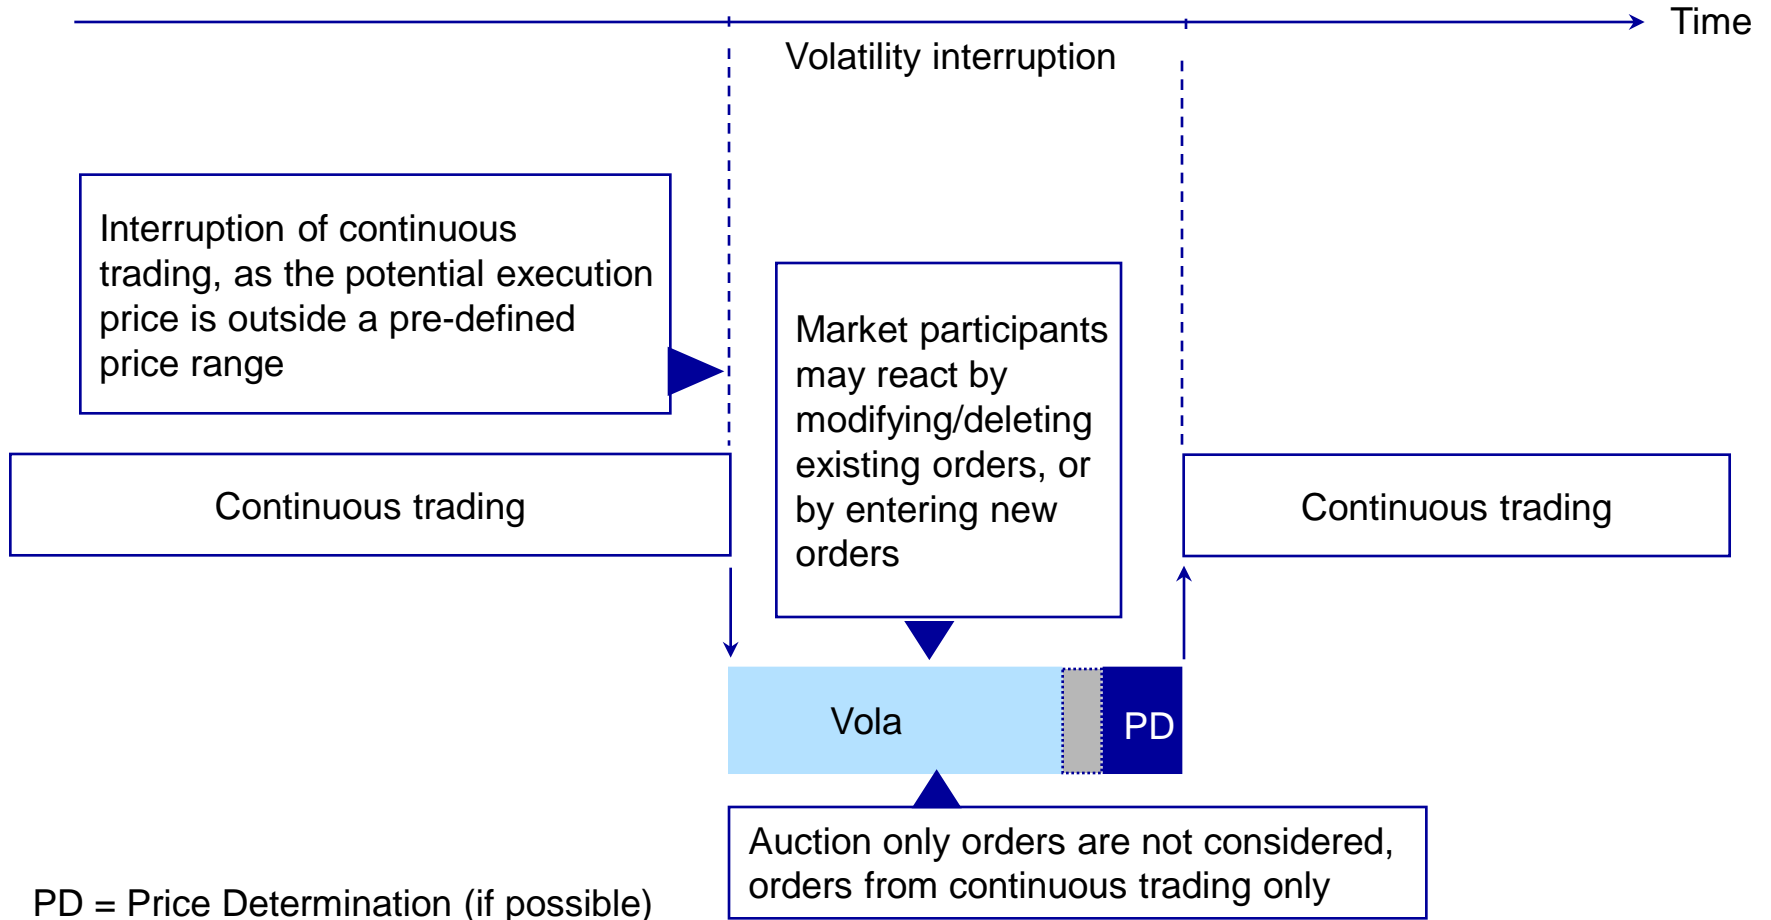 Time
Volatility interruption
Interruption of continuous
trading, as the potential execution
price is outside a pre-defined
price range
Market participants
may react by
modifying/deleting
existing orders, or
by entering new
orders
Continuous trading
Continuous trading
Vola
PD
Auction only orders are not considered,
orders from continuous trading only
PD = Price Determination (if possible)